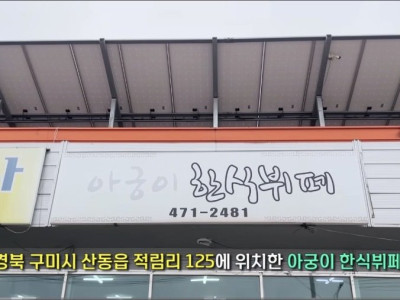 아궁이 한식뷔페
471-2481
경북 구미시 산동읍 적림리 125에 위치한 아궁이 한식뷔페